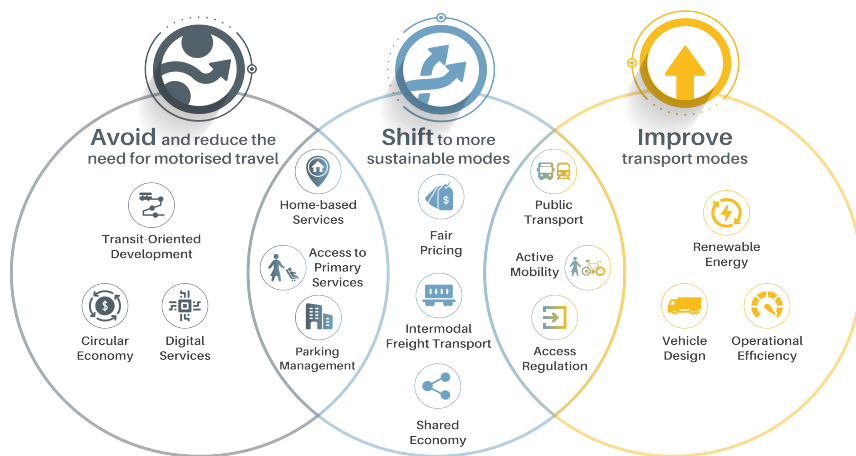 Avoid and reduce the
need for motorised travel
Transit-Oriented
Development
Circular
Economy
Digital
Services
Home-based
Services
Access to
Primary
Services
Parking
Management
Shift to more
sustainable modes
$
Fair
Pricing
Intermodal
Freight Transport
Shared
Economy
Public
Transport
Active
Mobility
Access
Regulation
Improve
transport modes
Renewable
Energy
Vehicle
Design
Operational
Efficiency
$